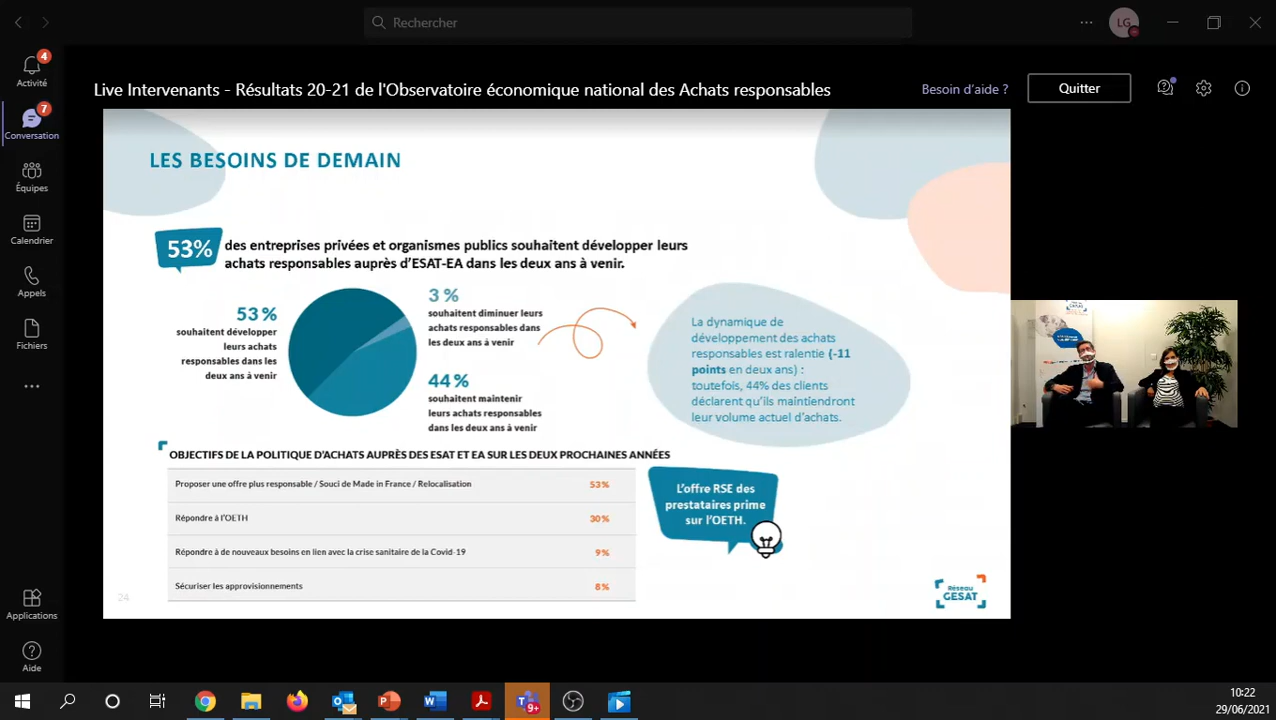 Rechercher
LG
4
Activité
7
Conversation
Équipes
Calendrier
Appels
Fichiers
Applications
Aide
Live Intervenants - Résultats 20-21 de l'Observatoire économique national des Achats responsables
Besoin d'aide ?
Quitter
LES BESOINS DE DEMAIN
53%
des entreprises privées et organismes publics souhaitent développer leurs
achats responsables auprès d'ESAT-EA dans les deux ans à venir.
53 %
souhaitent développer
leurs achats
responsables dans les
deux ans à venir
3 %
souhaitent diminuer leurs
achats responsables dans
les deux ans à venir
44 %
souhaitent maintenir
leurs achats responsables
dans les deux ans à venir
La dynamique de
développement des achats
responsables est ralentie (-11
points en deux ans) :
toutefois, 44% des clients
déclarent qu'ils maintiendront
leur volume actuel d'achats.
OBJECTIFS DE LA POLITIQUE D'ACHATS AUPRÈS DES ESAT ET EA SUR LES DEUX PROCHAINES ANNÉES
Proposer une offre plus responsable / Souci de Made in France / Relocalisation 53%
Répondre à l'OETH 30%
Répondre à de nouveaux besoins en lien avec la crise sanitaire de la Covid-19 9%
Sécuriser les approvisionnements 8%
L'offre RSE des
prestataires prime
sur l'OETH.
24
Réseau
GESAT
9+
10:22
29/06/2021